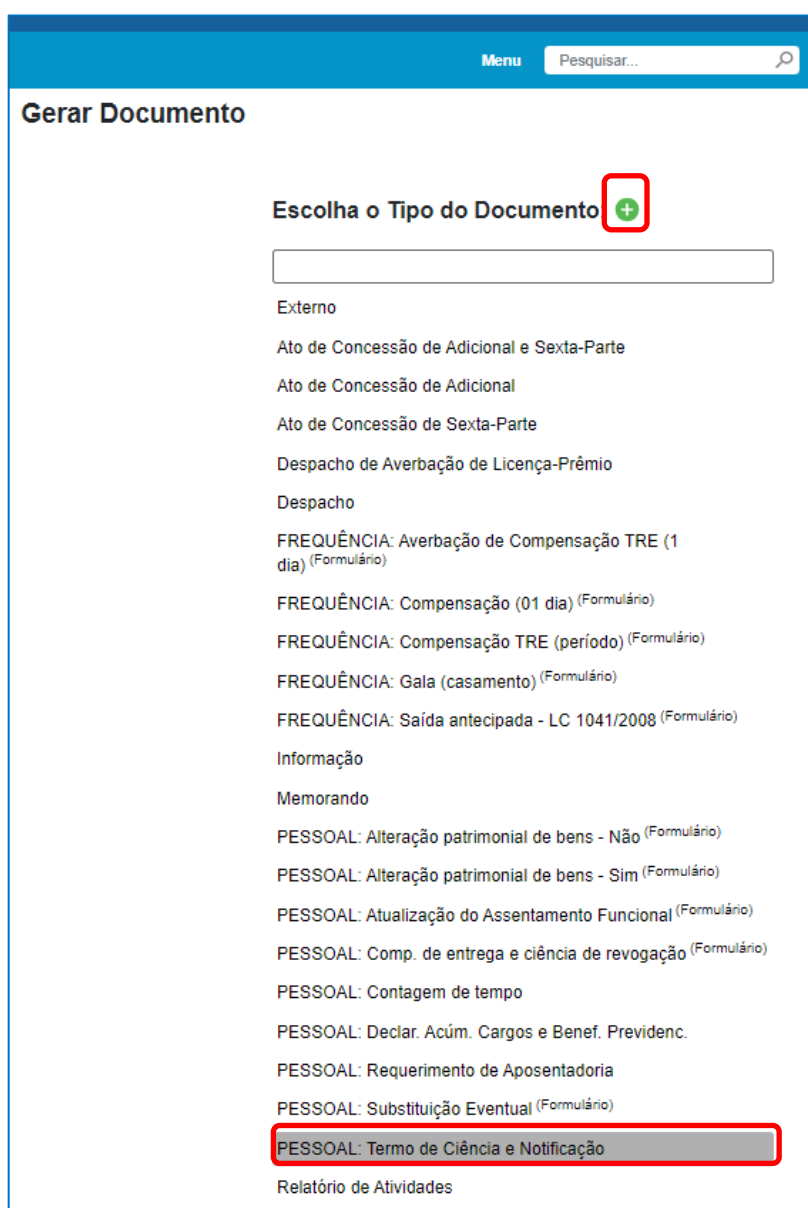 Menu
Pesquisar...
Gerar Documento
Escolha o Tipo do Documento:
Externo
Ato de Concessão de Adicional e Sexta-Parte
Ato de Concessão de Adicional
Ato de Concessão de Sexta-Parte
Despacho de Averbação de Licença-Prêmio
Despacho
FREQUÊNCIA: Averbação de Compensação TRE (1
dia) (Formulário)
FREQUÊNCIA: Compensação (01 dia) (Formulário)
FREQUÊNCIA: Compensação TRE (período) (Formulário)
FREQUÊNCIA: Gala (casamento) (Formulário)
FREQUÊNCIA: Saída antecipada - LC 1041/2008 (Formulário)
Informação
Memorando
PESSOAL: Alteração patrimonial de bens - Não (Formulário)
PESSOAL: Alteração patrimonial de bens - Sim (Formulário)
PESSOAL: Atualização do Assentamento Funcional (Formulário)
PESSOAL: Comp. de entrega e ciência de revogação (Formulário)
PESSOAL: Contagem de tempo
PESSOAL: Declar. Acúm. Cargos e Benef. Previdenc.
PESSOAL: Requerimento de Aposentadoria
PESSOAL: Substituição Eventual (Formulário)
PESSOAL: Termo de Ciência e Notificação
Relatório de Atividades